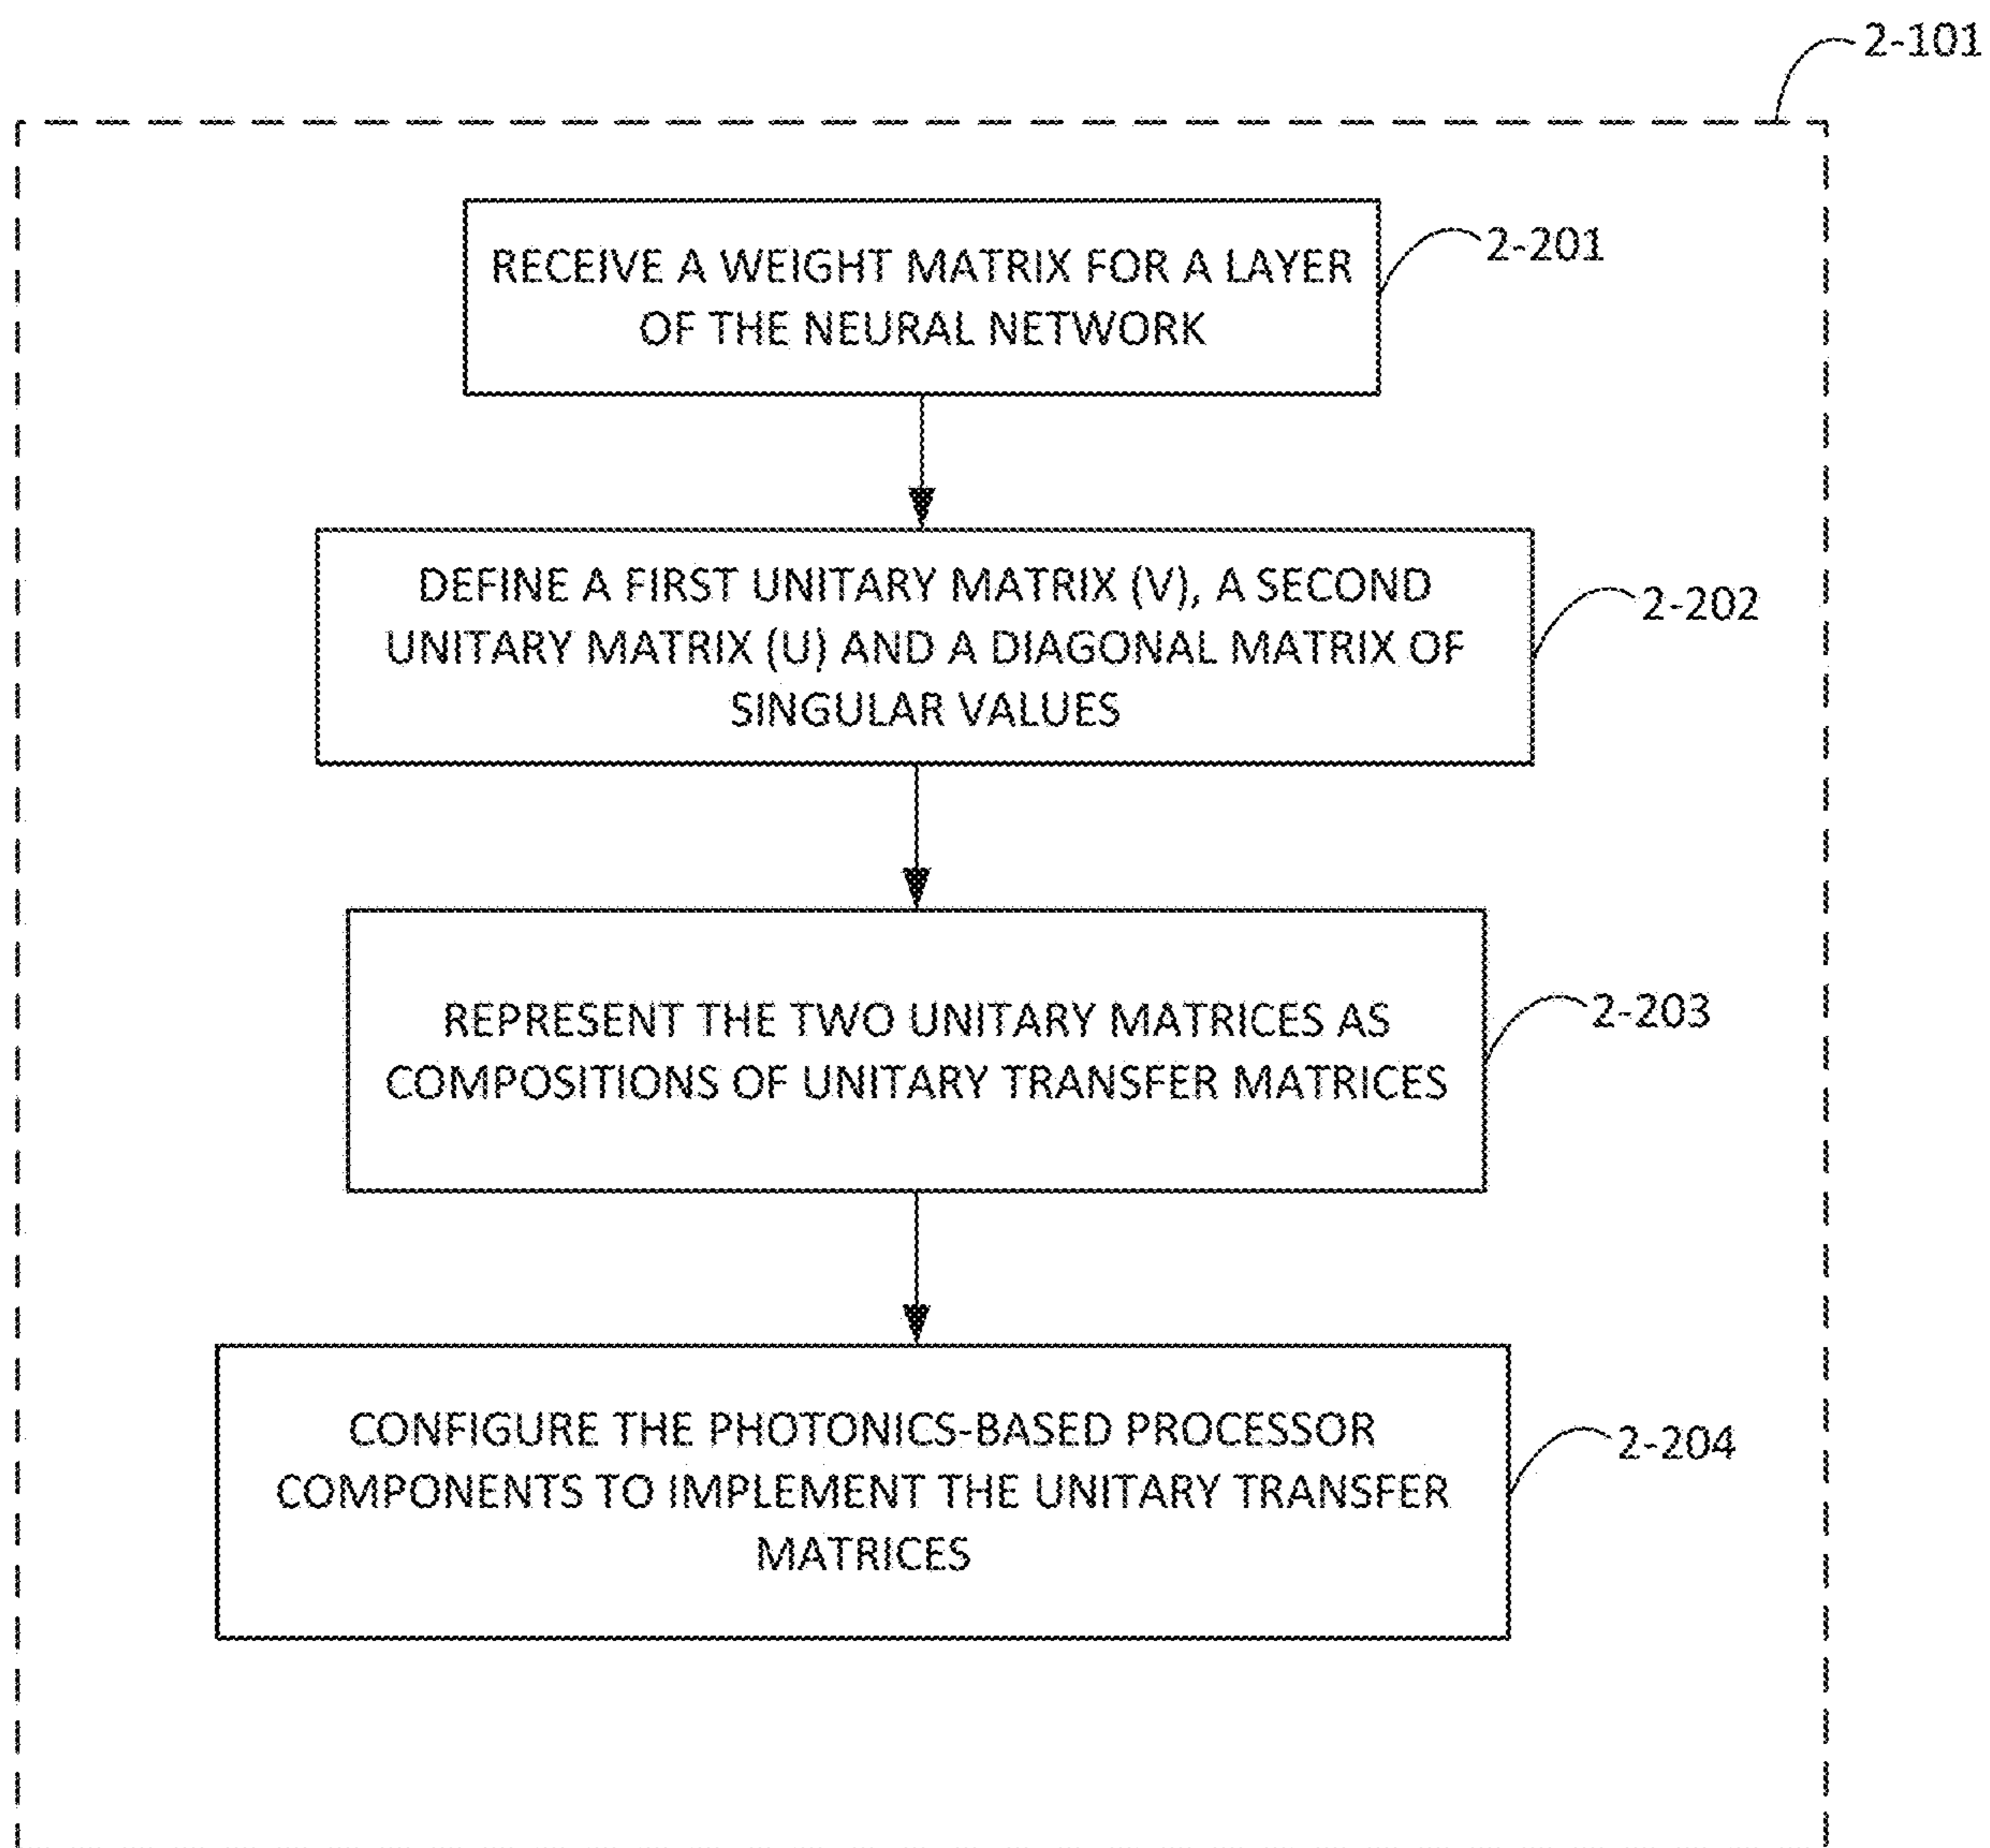 2-101
RECEIVE A WEIGHT MATRIX FOR A LAYER
OF THE NEURAL NETWORK
2-201
DEFINE A FIRST UNITARY MATRIX (V), A SECOND
UNITARY MATRIX (U) AND A DIAGONAL MATRIX OF
SINGULAR VALUES
2-202
REPRESENT THE TWO UNITARY MATRICES AS
COMPOSITIONS OF UNITARY TRANSFER MATRICES
2-203
CONFIGURE THE PHOTONICS-BASED PROCESSOR
COMPONENTS TO IMPLEMENT THE UNITARY TRANSFER
MATRICES
2-204